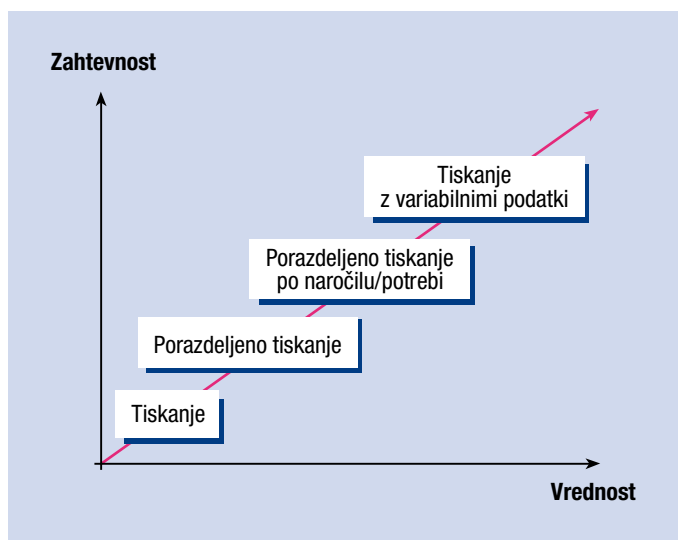 Zahtevnost
Tiskanje
z variabilnimi podatki
Porazdeljeno tiskanje
po naročilu/potrebi
Porazdeljeno tiskanje
Tiskanje
Vrednost